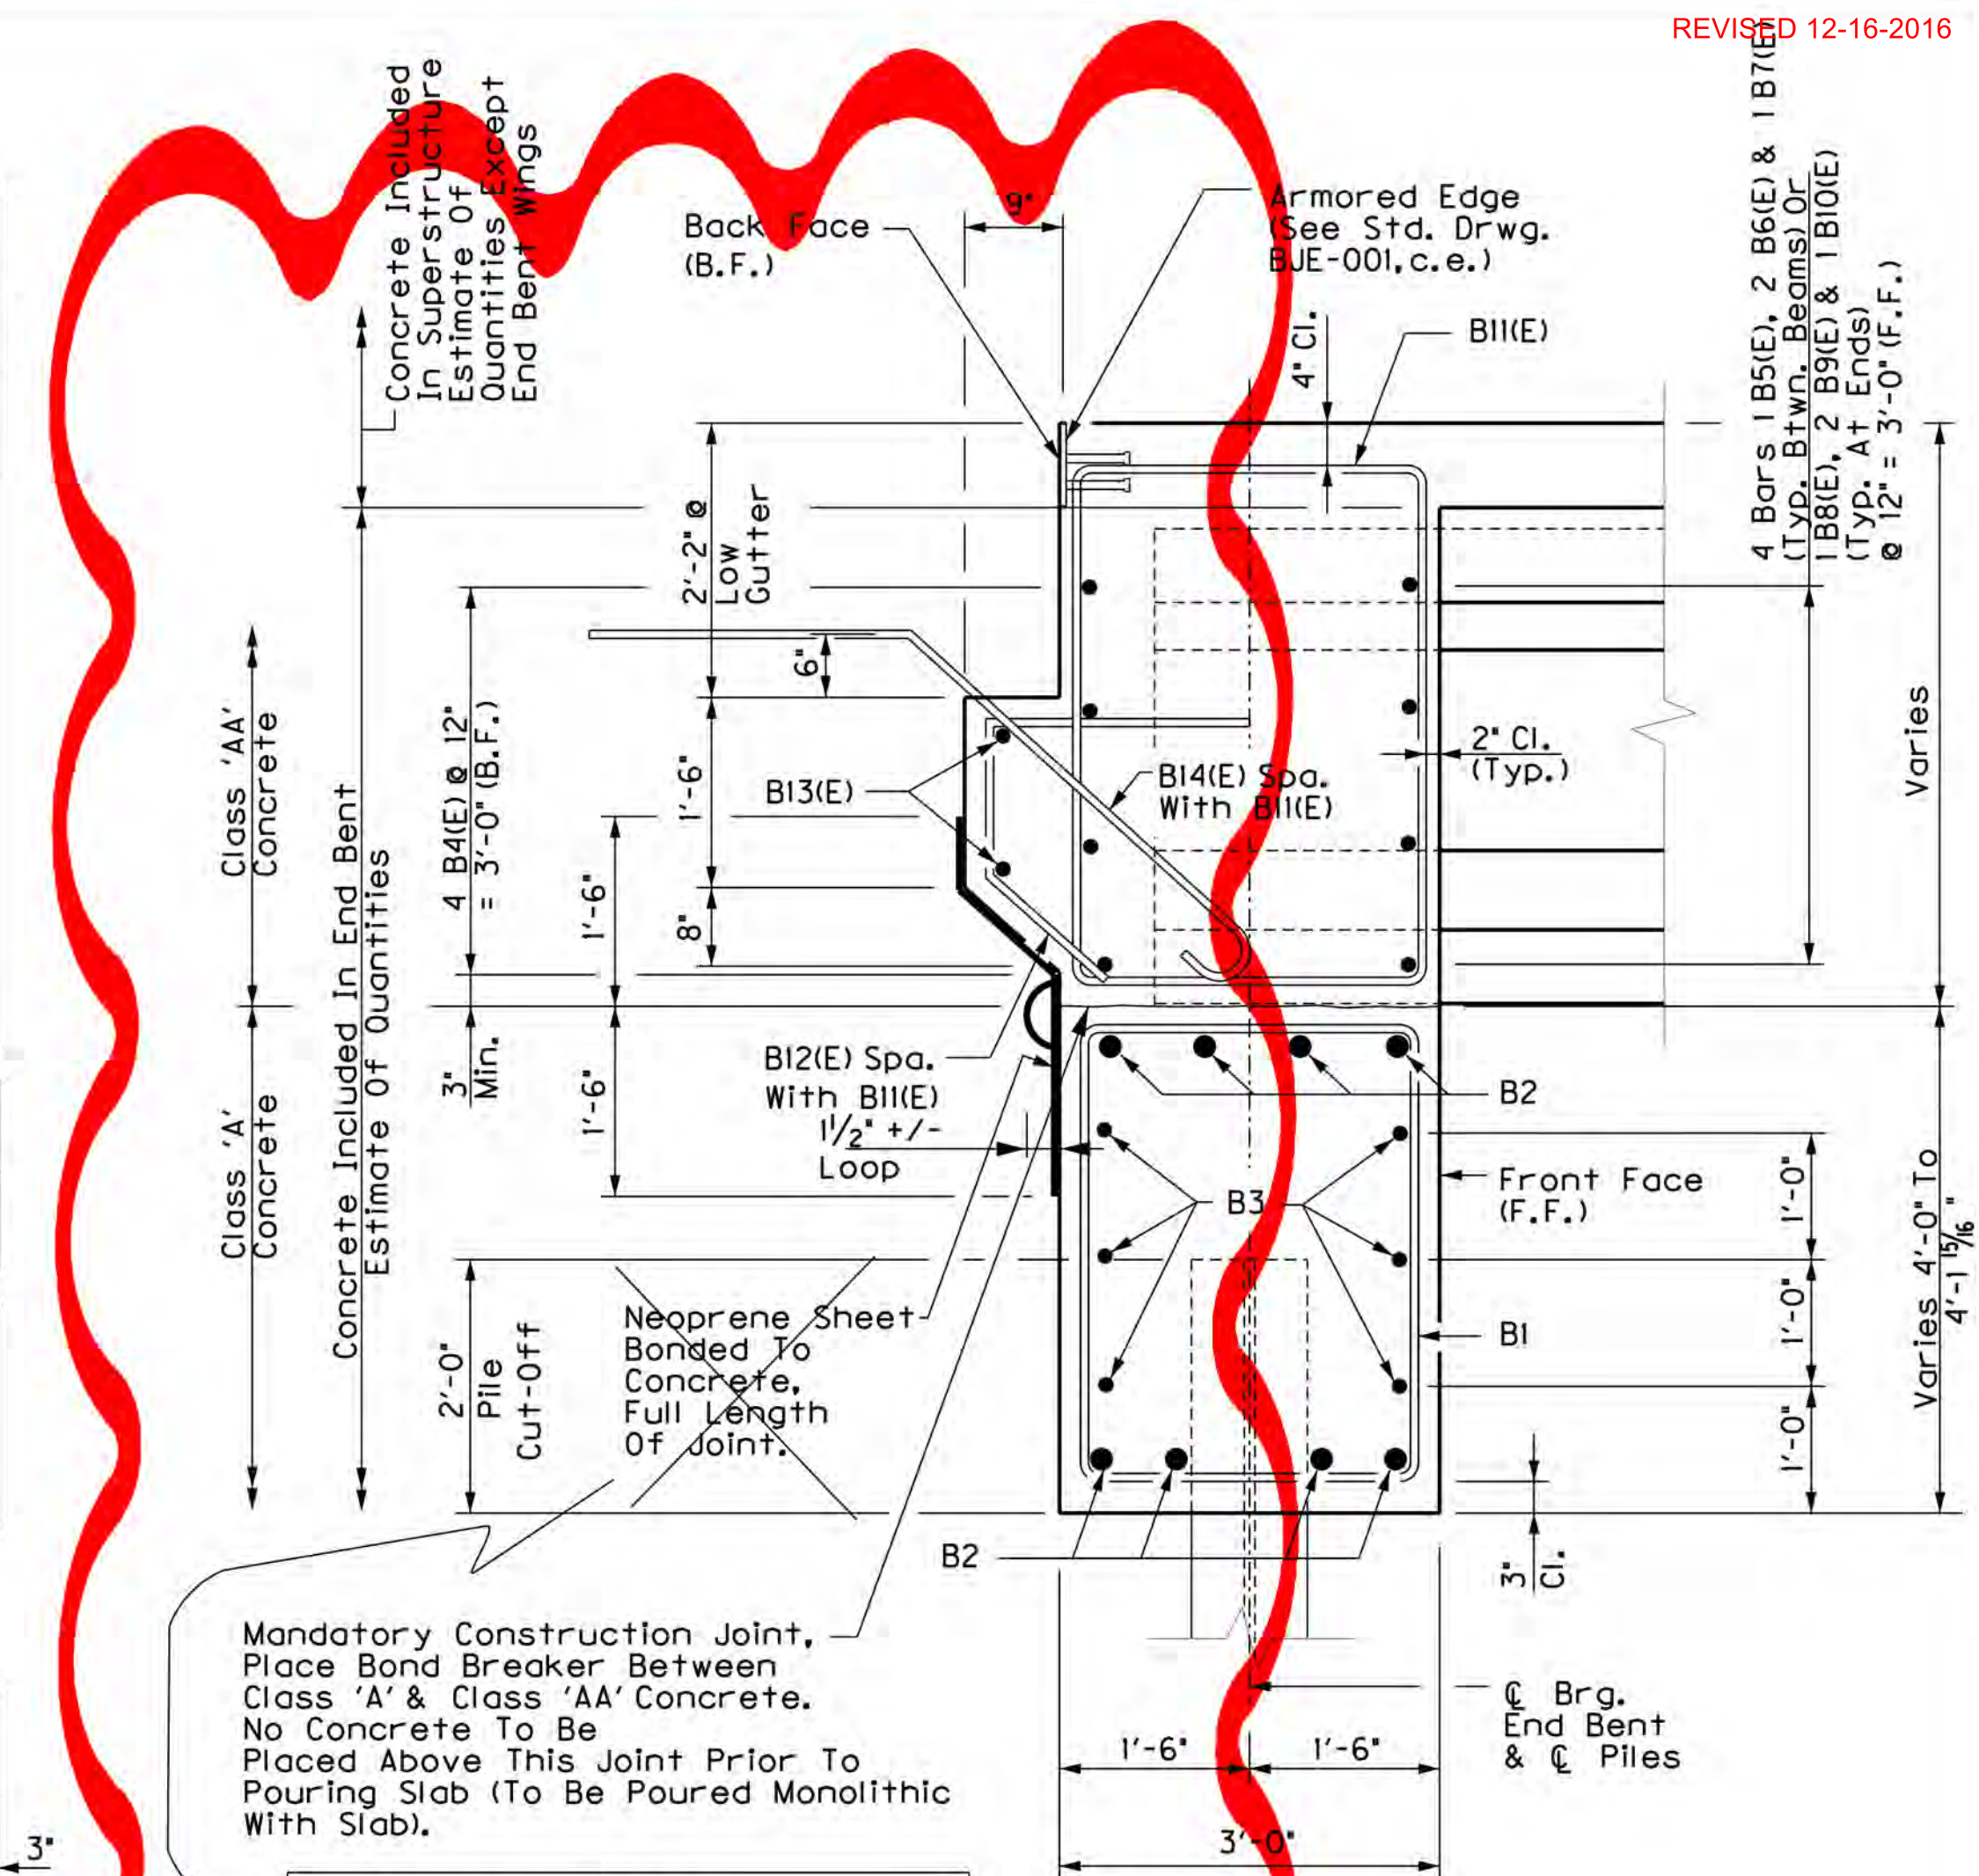 REVISED 12-16-2016
Concrete Included
In Superstructure
Estimate Of
Quantities Except
End Bent Wings
Back Face
(B.F.)
9"
Armored Edge
(See Std. Drwg.
BJE-001, c.e.)
4" Cl.
B11(E)
4 Bars 1 B5(E), 2 B6(E) & 1 B7(E)
(Typ. Btwn. Beams) Or
1 B8(E), 2 B9(E) & 1 B10(E)
(Typ. At Ends)
@ 12" = 3'-0" (F.F.)
2'-2" @
Low
Gutter
6"
Class 'AA'
Concrete
Concrete Included In End Bent
Estimate Of Quantities
4 B4(E) @ 12"
= 3'-0" (B.F.)
1'-6"
1'-6"
8"
B13(E)
B14(E) Spa.
With B11(E)
2" Cl.
(Typ.)
Varies
Class 'A'
Concrete
3"
Min.
1'-6"
B12(E) Spa.
With B11(E)
1 1/2" +/-
Loop
B2
B3
Front Face
(F.F.)
1'-0"
1'-0"
1'-0"
Varies 4'-0" To
4'-1 15/16"
B1
2'-0"
Pile
Cut-Off
Neoprene Sheet
Bonded To
Concrete,
Full Length
Of Joint.
B2
3"
Cl.
Mandatory Construction Joint,
Place Bond Breaker Between
Class 'A' & Class 'AA' Concrete.
No Concrete To Be
Placed Above This Joint Prior To
Pouring Slab (To Be Poured Monolithic
With Slab).
℄ Brg.
End Bent
& ℄ Piles
1'-6"
1'-6"
3'-0"
3"